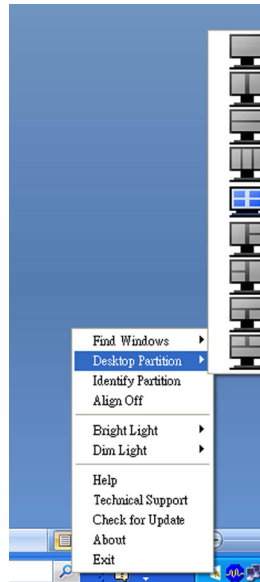 Find Windows
Desktop Partition
Identify Partition
Align Off
Bright Light
Dim Light
Help
Technical Support
Check for Update
About
Exit